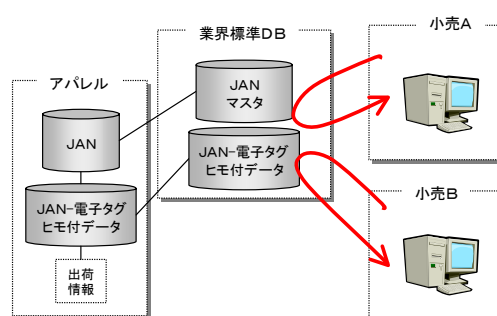 業界標準DB
小売A
アパレル
JAN
マスタ
JAN
JAN-電子タグ
ヒモ付データ
JAN-電子タグ
ヒモ付データ
小売B
出荷
情報